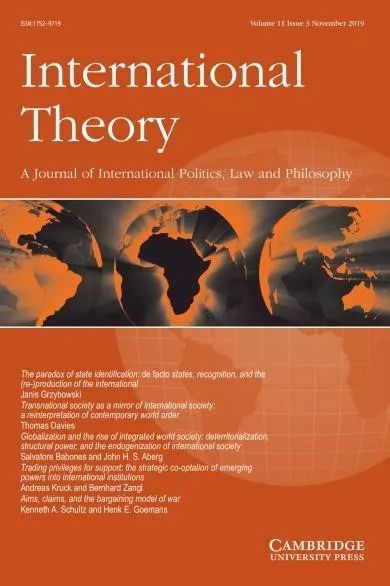 ISSN:1752–9719
Volume 11 Issue 3 November 2019
International
Theory
A Journal of International Politics, Law and Philosophy
The paradox of state identification: de facto states, recognition, and the
(re-)production of the international
Janis Grzybowski
Transnational society as a mirror of international society:
a reinterpretation of contemporary world order
Thomas Davies
Globalization and the rise of integrated world society: deterritorialization,
structural power, and the endogenization of international society
Salvatore Babones and John H. S. Aberg
Trading privileges for support: the strategic co-optation of emerging
powers into international institutions
Andreas Kruck and Bernhard Zangl
Aims, claims, and the bargaining model of war
Kenneth A. Schultz and Henk E. Goemans
CAMBRIDGE
UNIVERSITY PRESS